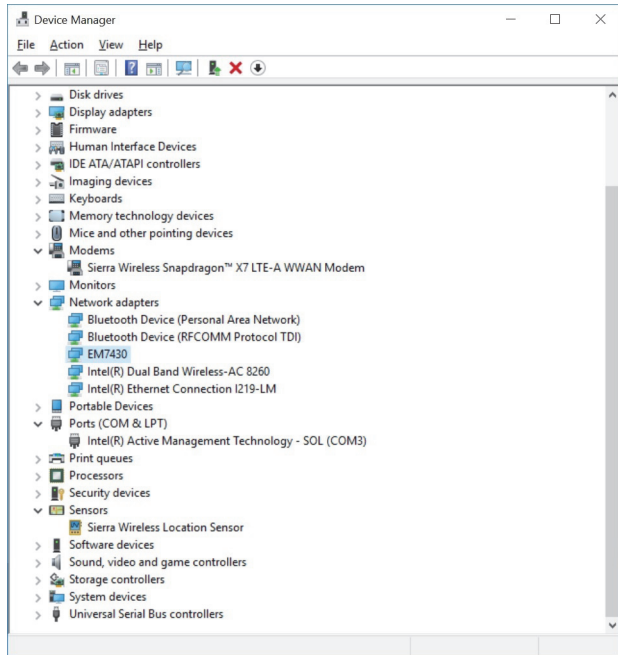 Device Manager
File Action View Help
Disk drives
Display adapters
Firmware
Human Interface Devices
IDE ATA/ATAPI controllers
Imaging devices
Keyboards
Memory technology devices
Mice and other pointing devices
Modems
Sierra Wireless Snapdragon™ X7 LTE-A WWAN Modem
Monitors
Network adapters
Bluetooth Device (Personal Area Network)
Bluetooth Device (RFCOMM Protocol TDI)
EM7430
Intel(R) Dual Band Wireless-AC 8260
Intel(R) Ethernet Connection I219-LM
Portable Devices
Ports (COM & LPT)
Intel(R) Active Management Technology - SOL (COM3)
Print queues
Processors
Security devices
Sensors
Sierra Wireless Location Sensor
Software devices
Sound, video and game controllers
Storage controllers
System devices
Universal Serial Bus controllers